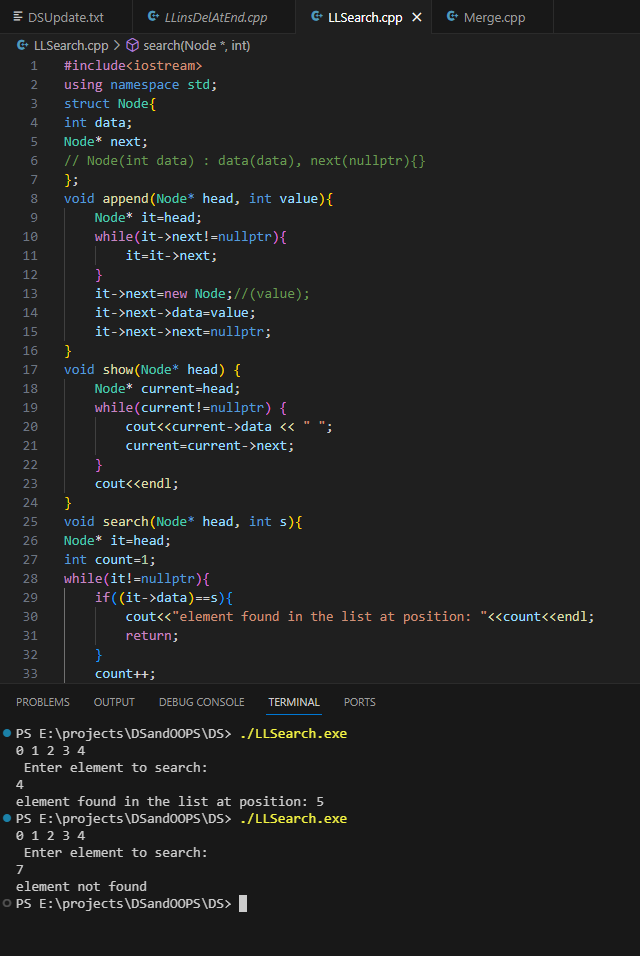 DSUpdate.txt LLinsDelAtEnd.cpp LLSearch.cpp Merge.cpp
LLSearch.cpp > search(Node *, int)
1 #include<iostream>
2 using namespace std;
3 struct Node{
4 int data;
5 Node* next;
6 // Node(int data) : data(data), next(nullptr){}
7 };
8 void append(Node* head, int value){
9     Node* it=head;
10     while(it->next!=nullptr){
11         it=it->next;
12     }
13     it->next=new Node;//(value);
14     it->next->data=value;
15     it->next->next=nullptr;
16 }
17 void show(Node* head) {
18     Node* current=head;
19     while(current!=nullptr) {
20         cout<<current->data << " ";
21         current=current->next;
22     }
23     cout<<endl;
24 }
25 void search(Node* head, int s){
26 Node* it=head;
27 int count=1;
28 while(it!=nullptr){
29     if((it->data)==s){
30         cout<<"element found in the list at position: "<<count<<endl;
31         return;
32     }
33     count++;
PROBLEMS OUTPUT DEBUG CONSOLE TERMINAL PORTS
PS E:\projects\DSandOOPS\DS> ./LLSearch.exe
0 1 2 3 4
 Enter element to search:
4
element found in the list at position: 5
PS E:\projects\DSandOOPS\DS> ./LLSearch.exe
0 1 2 3 4
 Enter element to search:
7
element not found
PS E:\projects\DSandOOPS\DS>